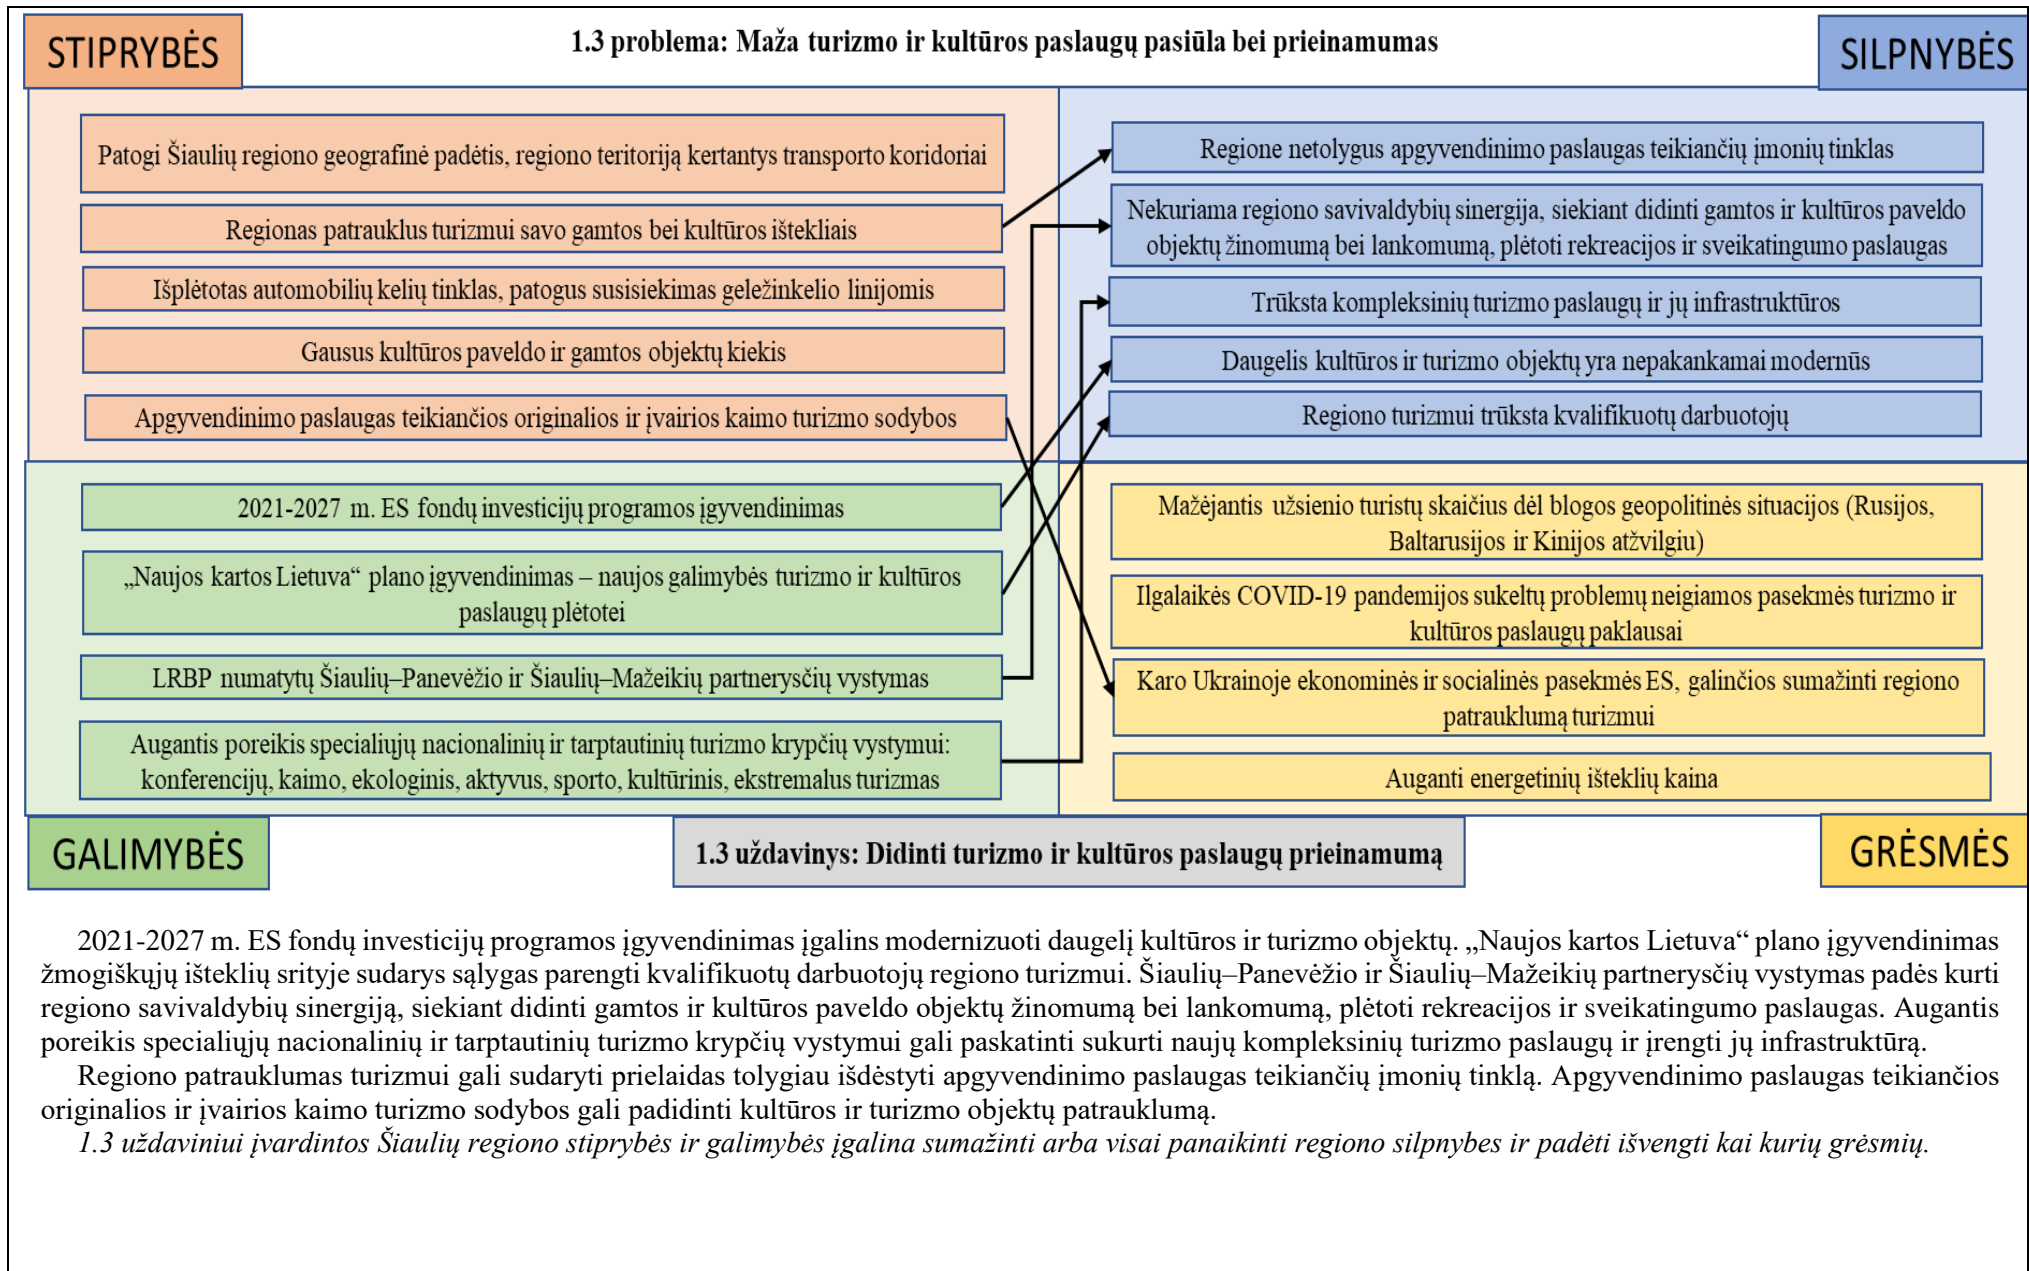 STIPRYBĖS
1.3 problema: Maža turizmo ir kultūros paslaugų pasiūla bei prieinamumas
SILPNYBĖS
Patogi Šiaulių regiono geografinė padėtis, regiono teritoriją kertantys transporto koridoriai
Regionas patrauklus turizmui savo gamtos bei kultūros ištekliais
Išplėtotas automobilių kelių tinklas, patogus susisiekimas geležinkelio linijomis
Gausus kultūros paveldo ir gamtos objektų kiekis
Apgyvendinimo paslaugas teikiančios originalios ir įvairios kaimo turizmo sodybos
Regione netolygus apgyvendinimo paslaugas teikiančių įmonių tinklas
Nekuriama regiono savivaldybių sinergija, siekiant didinti gamtos ir kultūros paveldo
objektų žinomumą bei lankomumą, plėtoti rekreacijos ir sveikatingumo paslaugas
Trūksta kompleksinių turizmo paslaugų ir jų infrastruktūros
Daugelis kultūros ir turizmo objektų yra nepakankamai modernūs
Regiono turizmui trūksta kvalifikuotų darbuotojų
2021-2027 m. ES fondų investicijų programos įgyvendinimas
„Naujos kartos Lietuva“ plano įgyvendinimas – naujos galimybės turizmo ir kultūros
paslaugų plėtotei
LRBP numatytų Šiaulių–Panevėžio ir Šiaulių–Mažeikių partnerysčių vystymas
Augantis poreikis specialiųjų nacionalinių ir tarptautinių turizmo krypčių vystymui:
konferencijų, kaimo, ekologinis, aktyvus, sporto, kultūrinis, ekstremalus turizmas
Mažėjantis užsienio turistų skaičius dėl blogos geopolitinės situacijos (Rusijos,
Baltarusijos ir Kinijos atžvilgiu)
Ilgalaikės COVID-19 pandemijos sukeltų problemų neigiamos pasekmės turizmo ir
kultūros paslaugų paklausai
Karo Ukrainoje ekonominės ir socialinės pasekmės ES, galinčios sumažinti regiono
patrauklumą turizmui
Auganti energetinių išteklių kaina
GALIMYBĖS
1.3 uždavinys: Didinti turizmo ir kultūros paslaugų prieinamumą
GRĖSMĖS
2021-2027 m. ES fondų investicijų programos įgyvendinimas įgalins modernizuoti daugelį kultūros ir turizmo objektų. „Naujos kartos Lietuva“ plano įgyvendinimas
žmogiškųjų išteklių srityje sudarys sąlygas parengti kvalifikuotų darbuotojų regiono turizmui. Šiaulių–Panevėžio ir Šiaulių–Mažeikių partnerysčių vystymas padės kurti
regiono savivaldybių sinergiją, siekiant didinti gamtos ir kultūros paveldo objektų žinomumą bei lankomumą, plėtoti rekreacijos ir sveikatingumo paslaugas. Augantis
poreikis specialiųjų nacionalinių ir tarptautinių turizmo krypčių vystymui gali paskatinti sukurti naujų kompleksinių turizmo paslaugų ir įrengti jų infrastruktūrą.
Regiono patrauklumas turizmui gali sudaryti prielaidas tolygiau išdėstyti apgyvendinimo paslaugas teikiančių įmonių tinklą. Apgyvendinimo paslaugas teikiančios
originalios ir įvairios kaimo turizmo sodybos gali padidinti kultūros ir turizmo objektų patrauklumą.
1.3 uždaviniui įvardintos Šiaulių regiono stiprybės ir galimybės įgalina sumažinti arba visai panaikinti regiono silpnybes ir padėti išvengti kai kurių grėsmių.